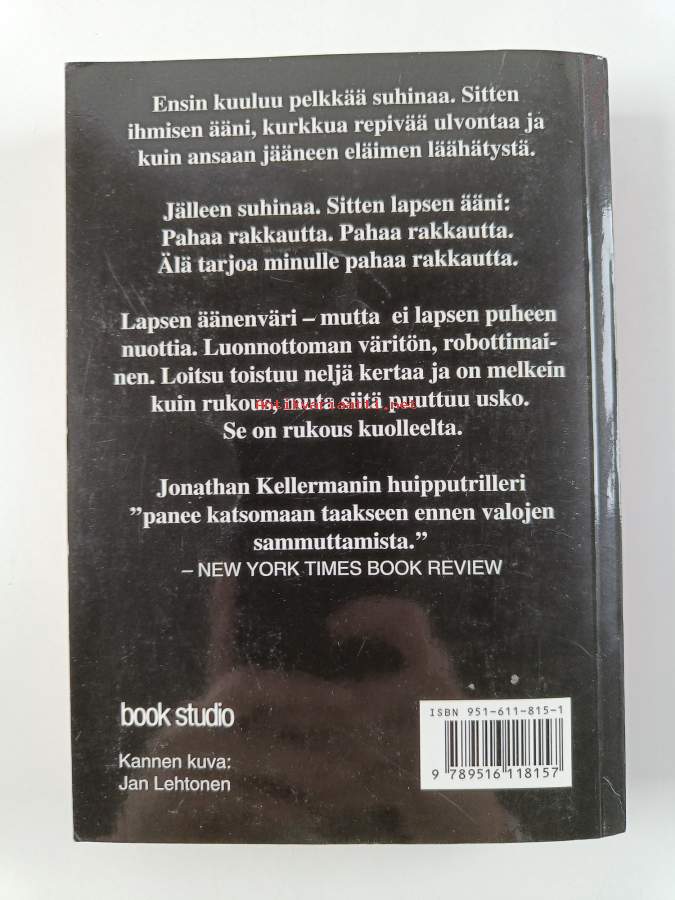 Ensin kuuluu pelkkää suhinaa. Sitten
ihmisen ääni, kurkkua repivää ulvontaa ja
kuin ansaan jääneen eläimen läähätystä.
Jälleen suhinaa. Sitten lapsen ääni:
Pahaa rakkautta. Pahaa rakkautta.
Älä tarjoa minulle pahaa rakkautta.
Lapsen äänenväri – mutta ei lapsen puheen
nuottia. Luonnottoman väritön, robottimai-
nen. Loitsu toistuu neljä kertaa ja on melkein
kuin rukous, mutta siitä puuttuu usko.
Antikvariaatti.net
Se on rukous kuolleelta.
Jonathan Kellermanin huipputrilleri
”panee katsomaan taakseen ennen valojen
sammuttamista.”
– NEW YORK TIMES BOOK REVIEW
book studio
Kannen kuva:
Jan Lehtonen
ISBN 951-611-815-1
9 789516 118157